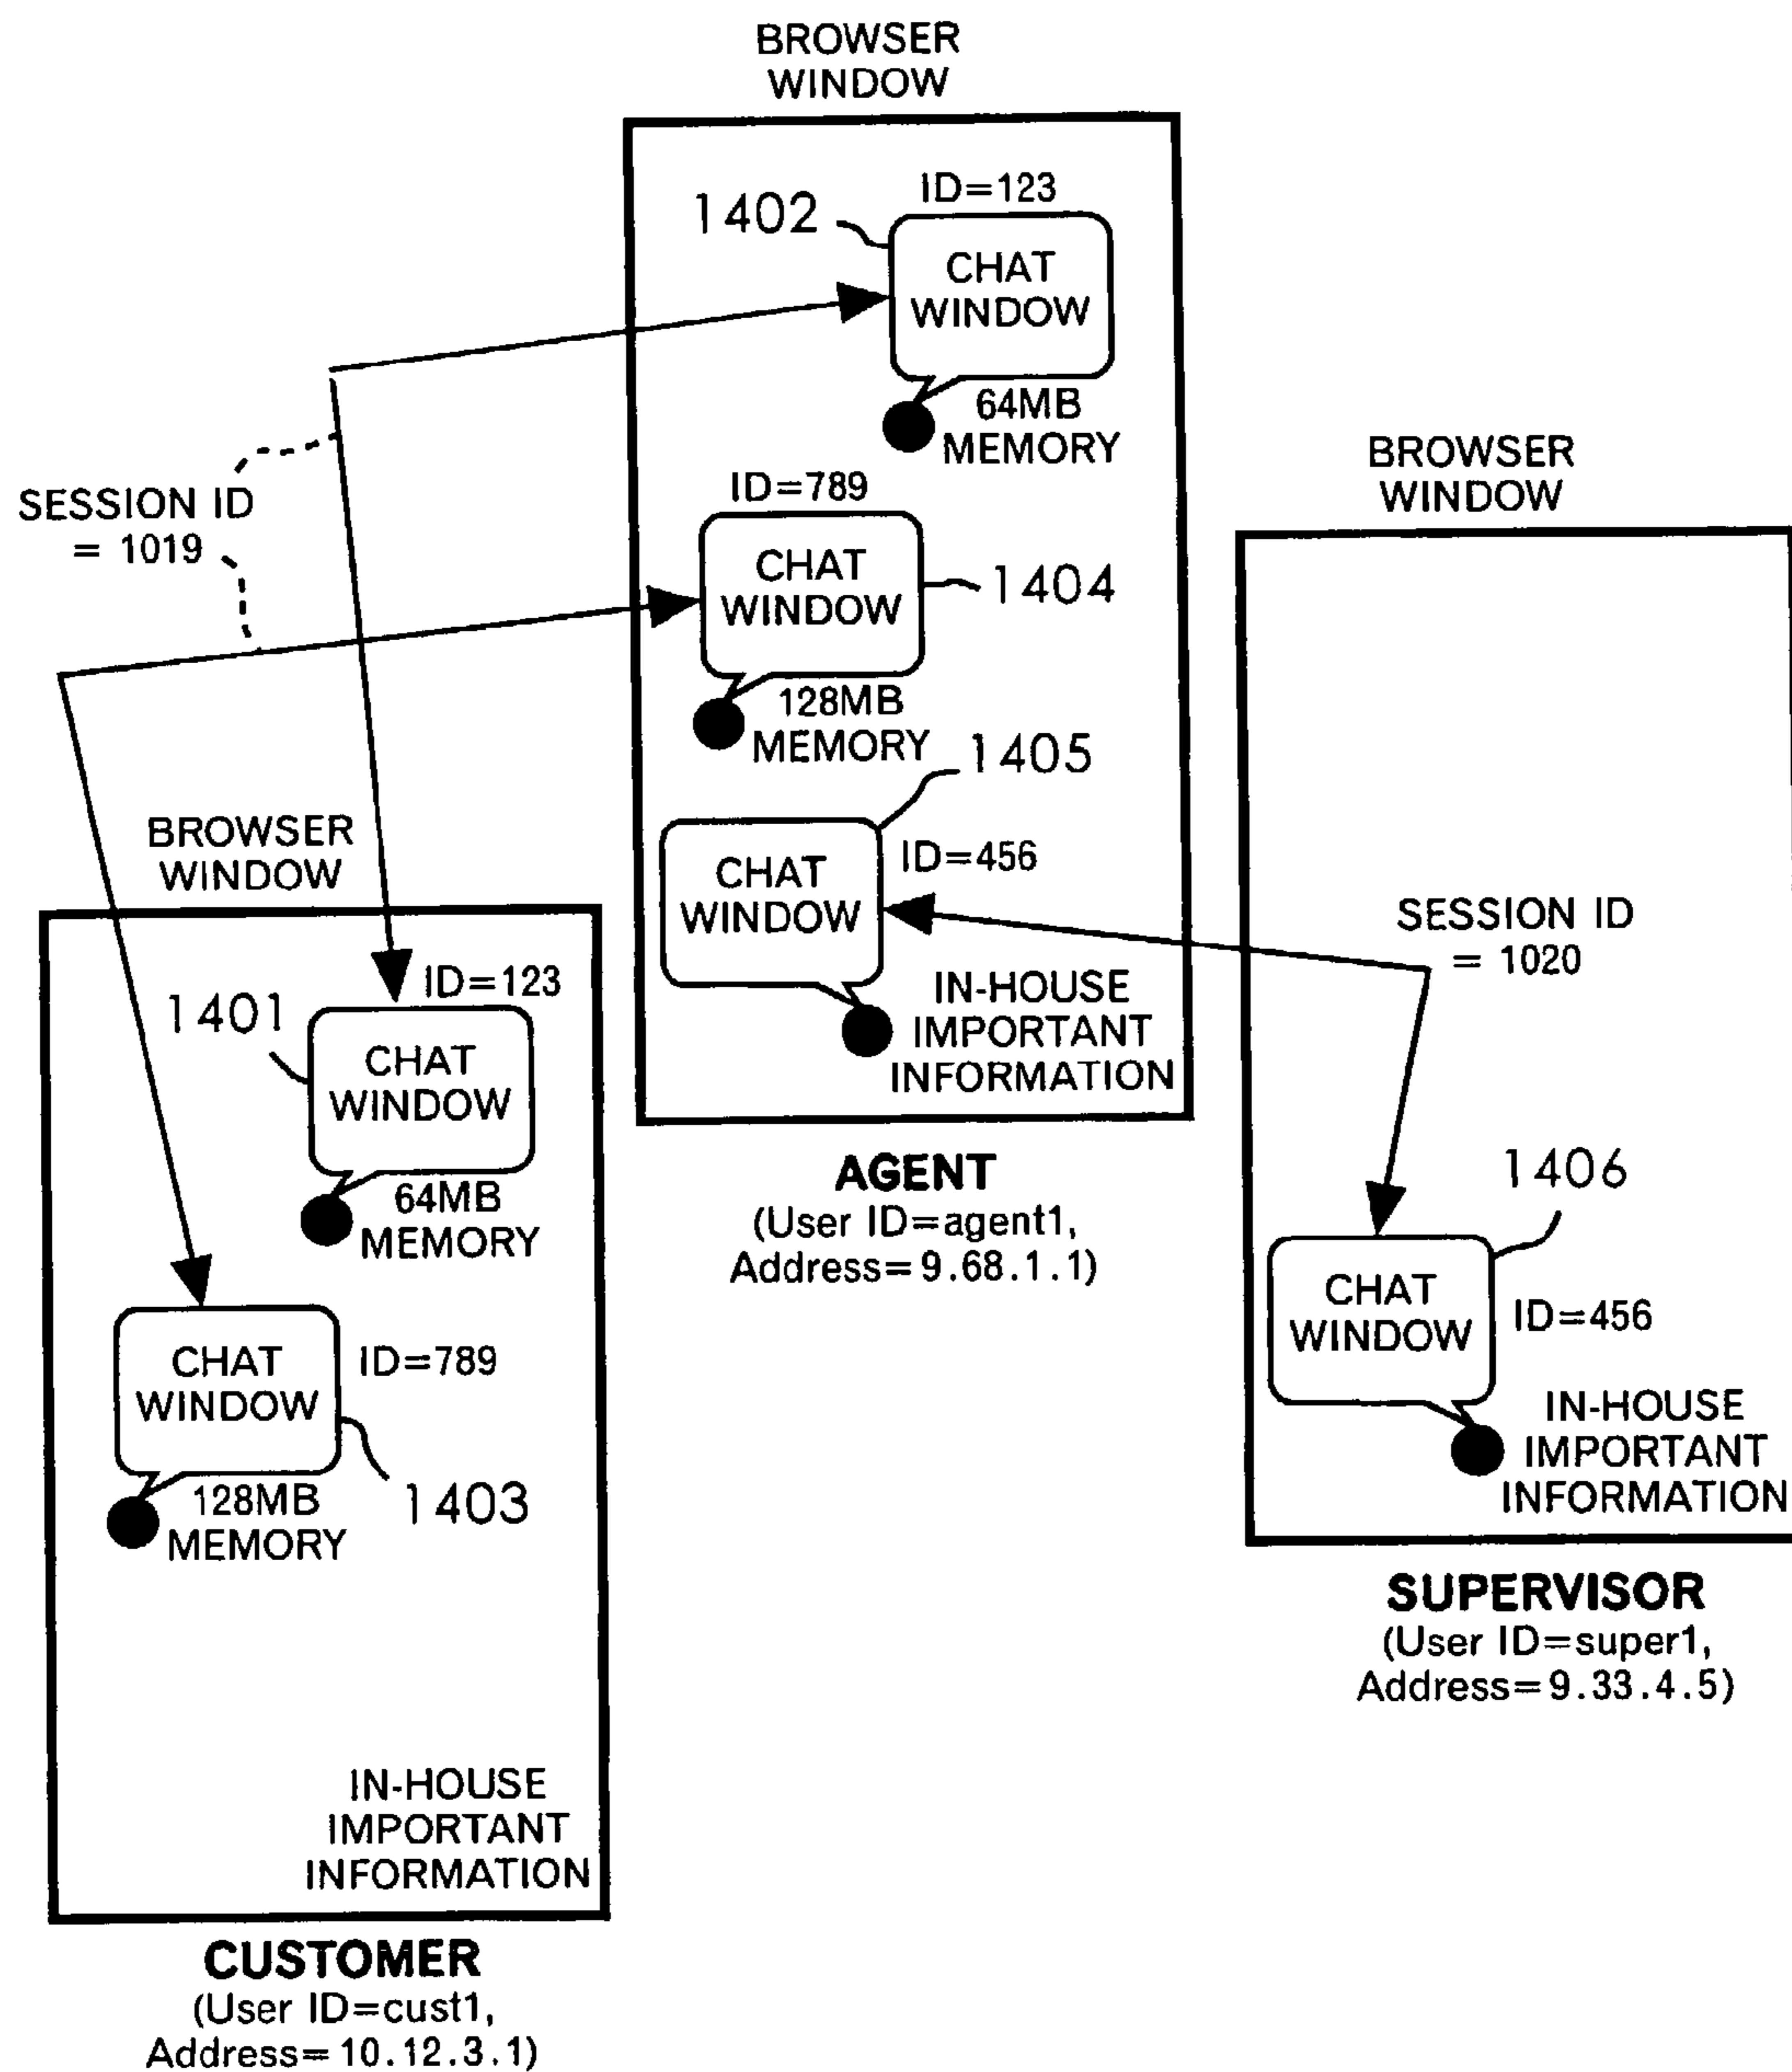 BROWSER
WINDOW
ID=123
1402
CHAT
WINDOW
64MB
MEMORY
SESSION ID
= 1019
ID=789
CHAT
WINDOW
1404
128MB
MEMORY
1405
CHAT
WINDOW
ID=456
IN-HOUSE
IMPORTANT
INFORMATION
AGENT
(User ID=agent1,
Address=9.68.1.1)
BROWSER
WINDOW
SESSION ID
= 1020
1406
CHAT
WINDOW
ID=456
IN-HOUSE
IMPORTANT
INFORMATION
SUPERVISOR
(User ID=super1,
Address=9.33.4.5)
BROWSER
WINDOW
ID=123
1401
CHAT
WINDOW
64MB
MEMORY
CHAT
WINDOW
ID=789
128MB
MEMORY
1403
IN-HOUSE
IMPORTANT
INFORMATION
CUSTOMER
(User ID=cust1,
Address=10.12.3.1)